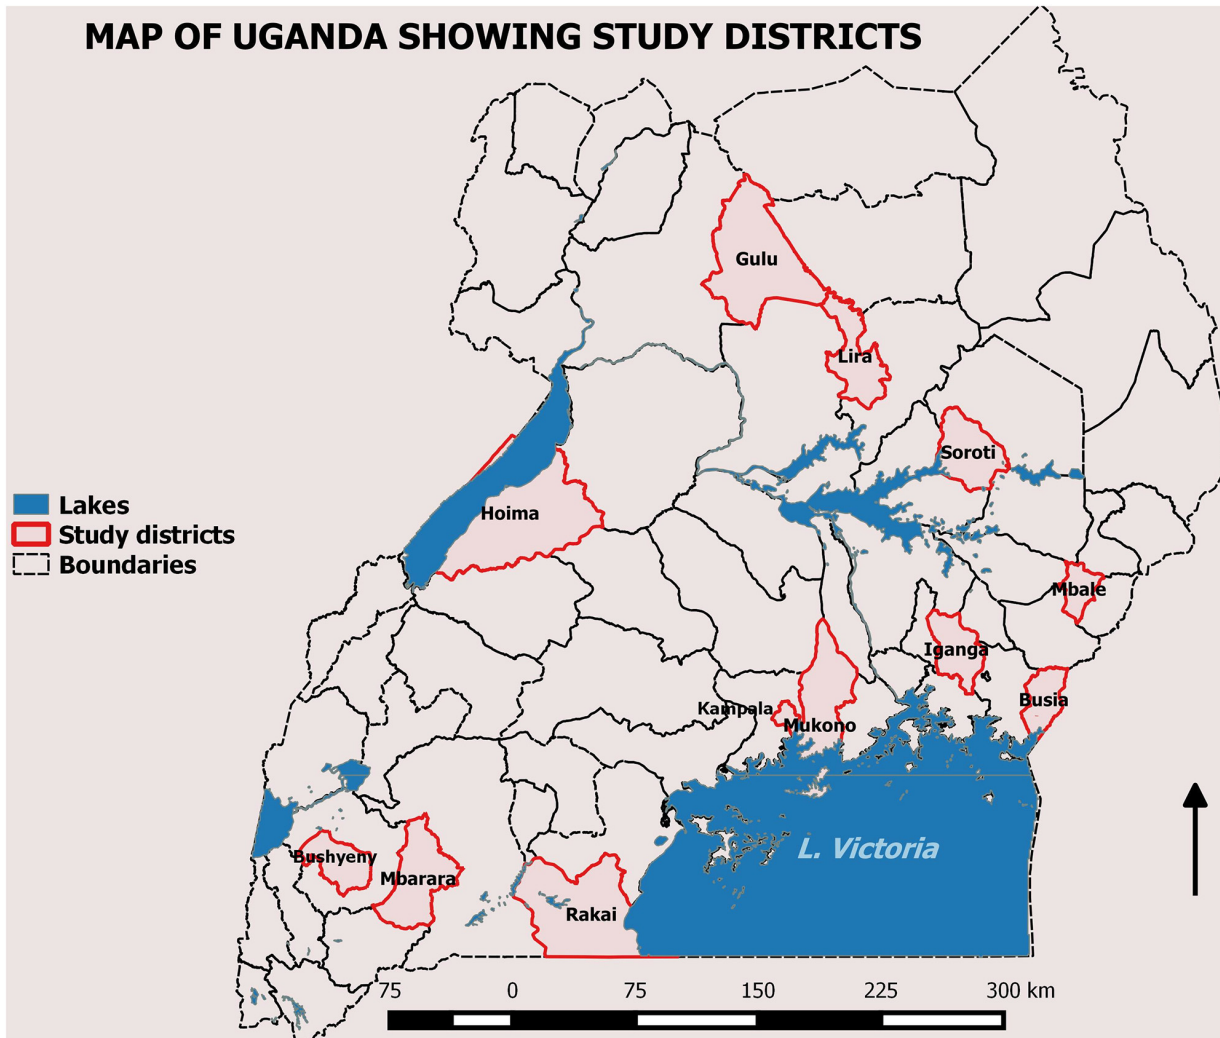 MAP OF UGANDA SHOWING STUDY DISTRICTS
Gulu
Lira
Soroti
Hoima
Lakes
Study districts
Boundaries
Mbale
Iganga
Busia
Kampala
Mukono
L. Victoria
Bushyeny
Mbarara
Rakai
75 0 75 150 225 300 km